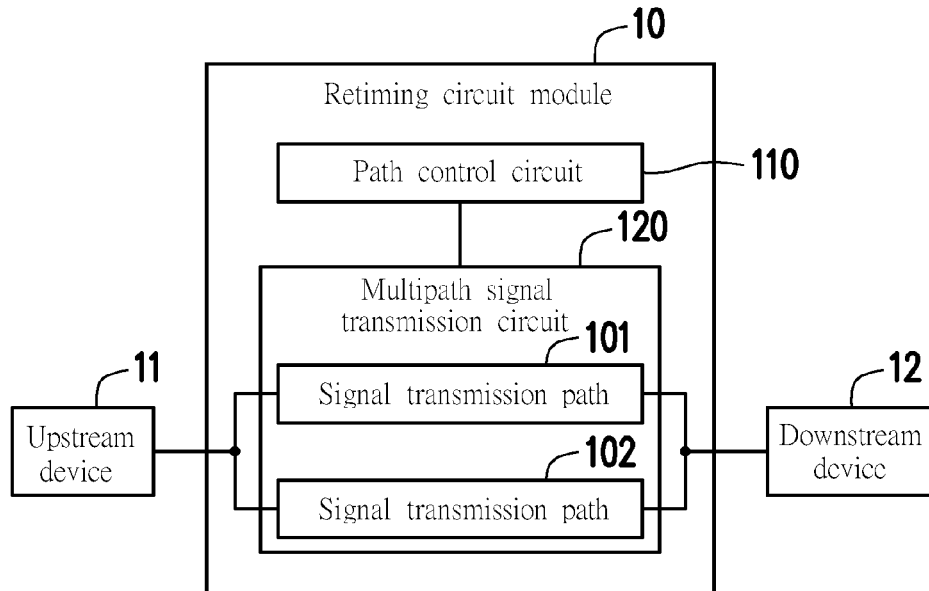 10
Retiming circuit module
Path control circuit
110
120
Multipath signal
transmission circuit
101
Signal transmission path
11
Upstream
device
12
Downstream
device
102
Signal transmission path